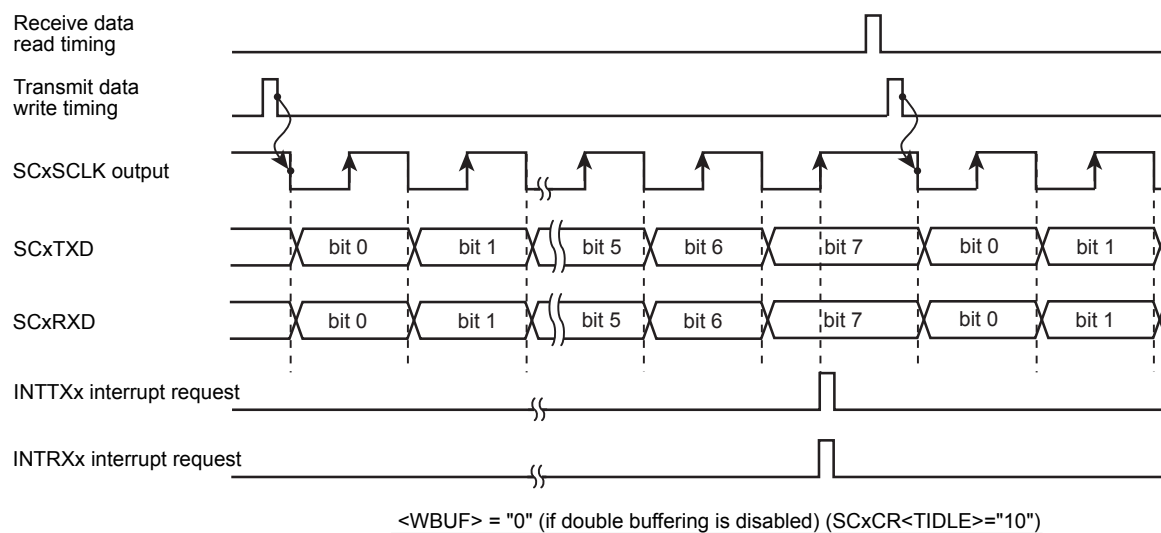 Receive data
read timing
Transmit data
write timing
SCxSCLK output
SCxTXD
bit 0 bit 1 bit 5 bit 6 bit 7 bit 0 bit 1
SCxRXD
bit 0 bit 1 bit 5 bit 6 bit 7 bit 0 bit 1
INTTXx interrupt request
INTRXx interrupt request
<WBUF> = "0" (if double buffering is disabled) (SCxCR<TIDLE>="10")